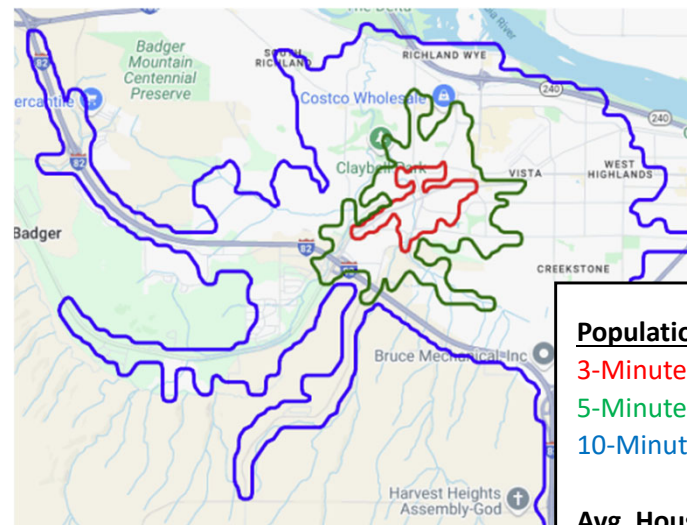 The Delta
River
82
Badger
Mountain
Centennial
Preserve
SOUTH
RICHLAND
RICHLAND WYE
Costco Wholesale
240
240
82
Claybell Park
VISTA
WEST
HIGHLANDS
Badger
82
CREEKSTONE
Bruce Mechanical, Inc
Harvest Heights
Assembly-God
Populatio
3-Minute
5-Minute
10-Minut
Avg. Hous